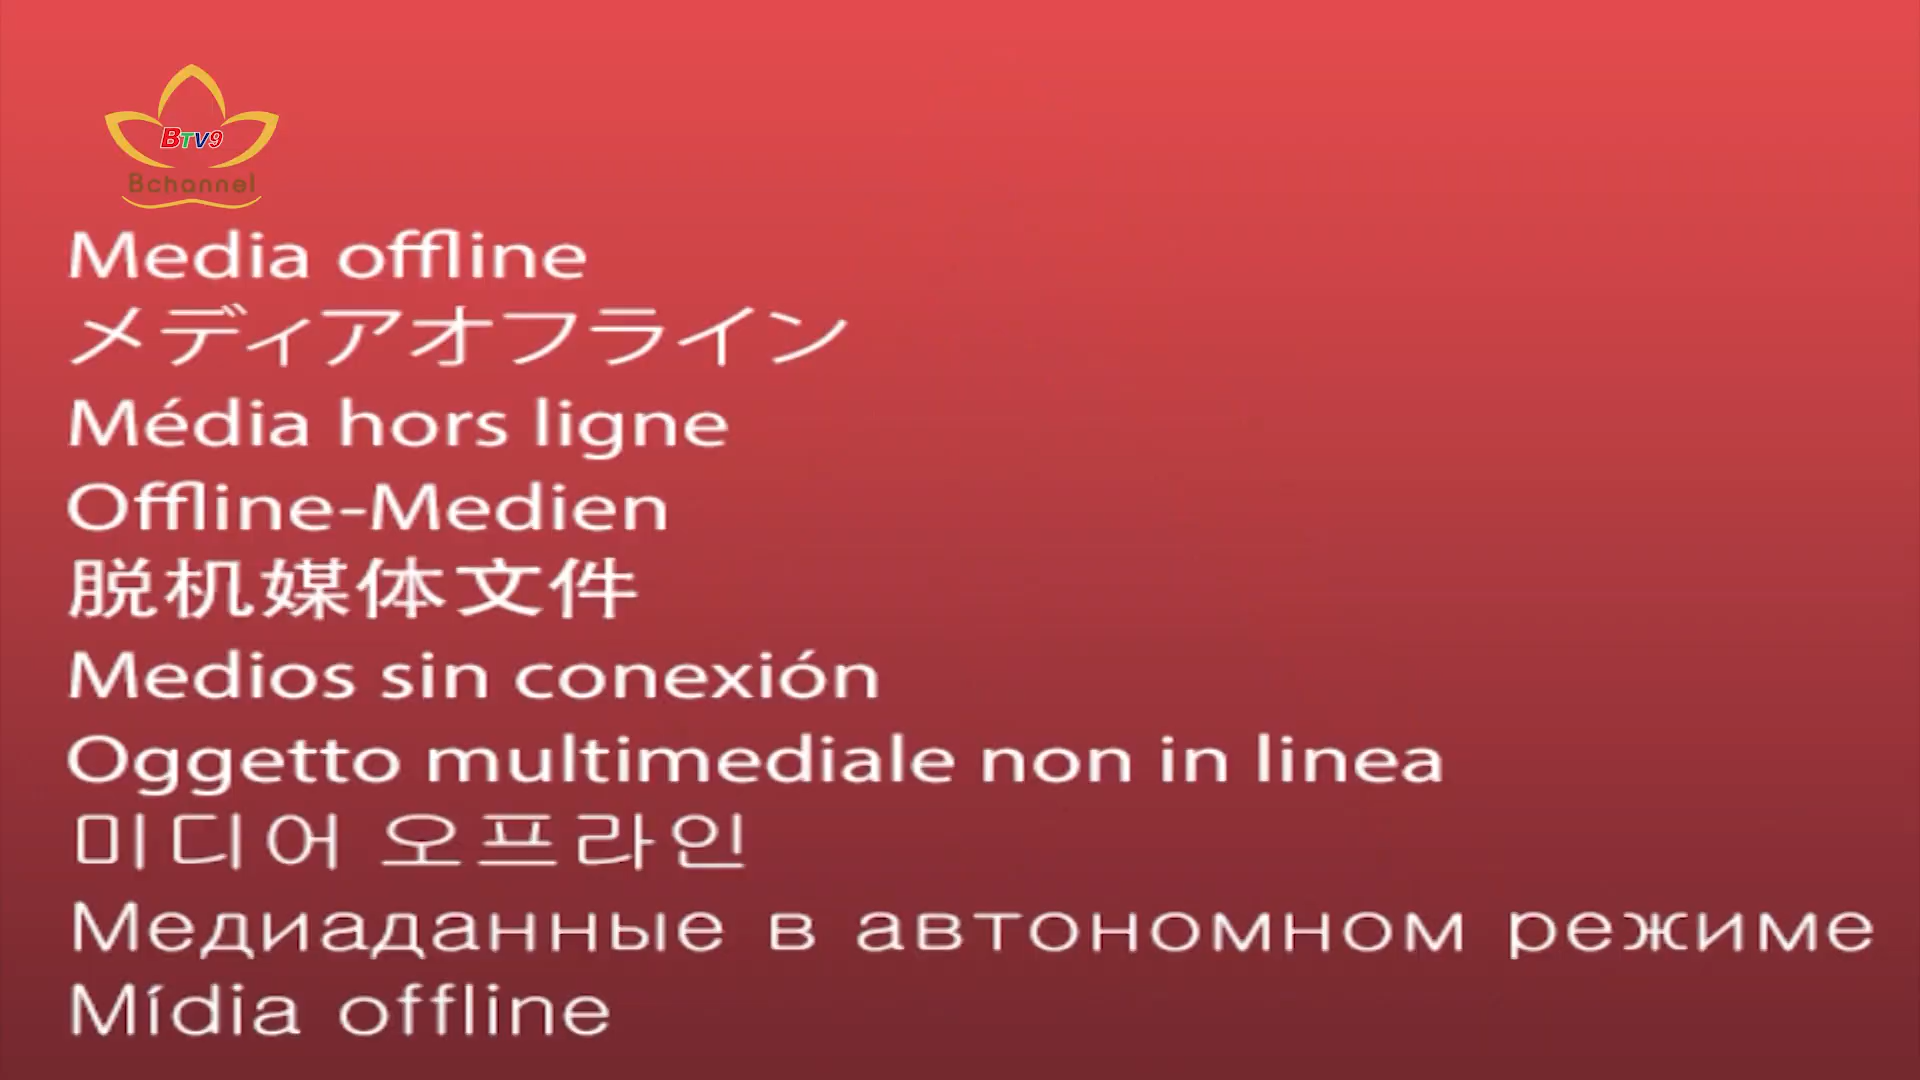 BTV9
Bchannel
Media offline
メディアオフライン
Média hors ligne
Offline-Medien
脱机媒体文件
Medios sin conexión
Oggetto multimediale non in linea
미디어 오프라인
Медиаданные в автономном режиме
Mídia offline